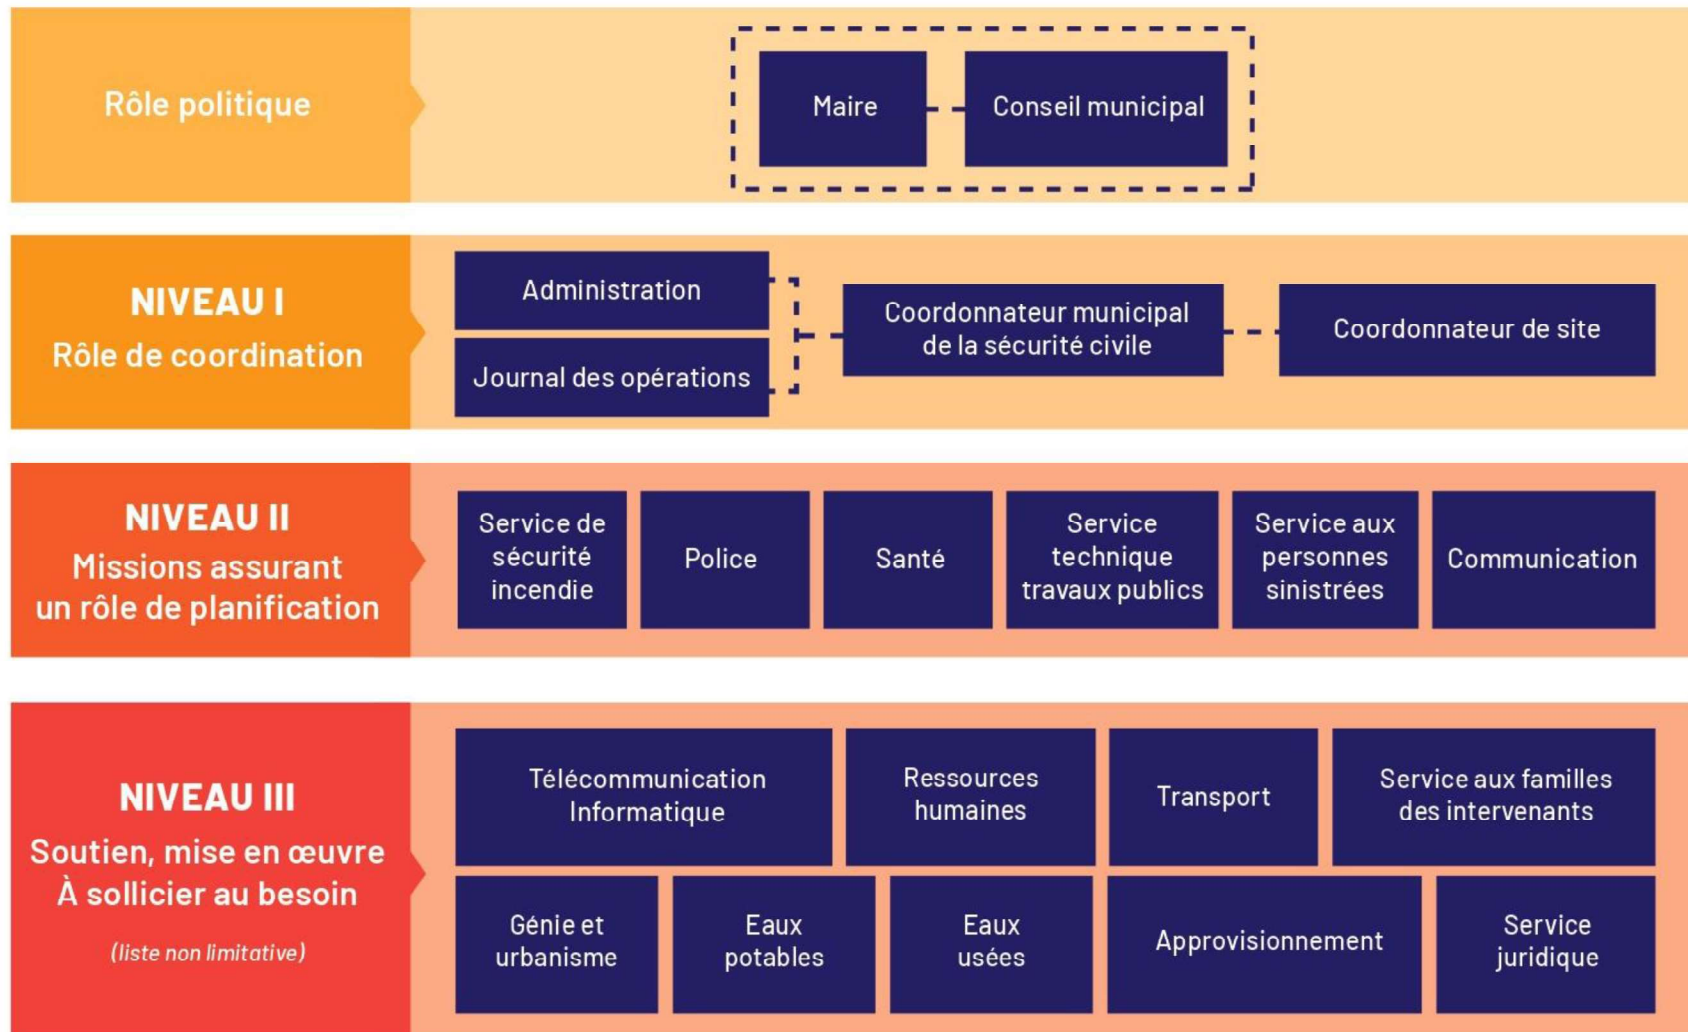 Rôle politique
Maire
Conseil municipal
NIVEAU I
Rôle de coordination
Administration
Journal des opérations
Coordonnateur municipal
de la sécurité civile
Coordonnateur de site
NIVEAU II
Missions assurant
un rôle de planification
Service de
sécurité
incendie
Police
Santé
Service
technique
travaux publics
Service aux
personnes
sinistrées
Communication
NIVEAU III
Soutien, mise en œuvre
À sollicier au besoin
(liste non limitative)
Télécommunication
Informatique
Ressources
humaines
Transport
Service aux familles
des intervenants
Génie et
urbanisme
Eaux
potables
Eaux
usées
Approvisionnement
Service
juridique